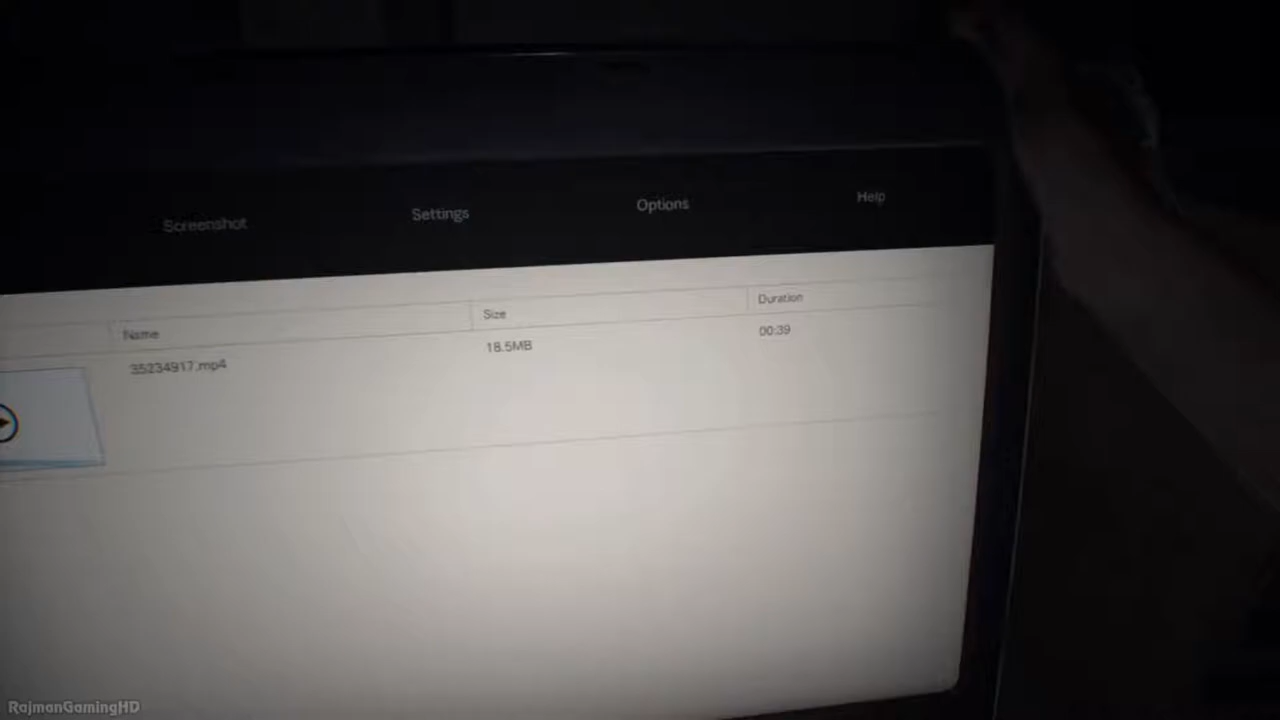 Screenshot Settings Options Help
Name Size Duration
35234917.mp4 18.5MB 00:39
RajmanGamingHD